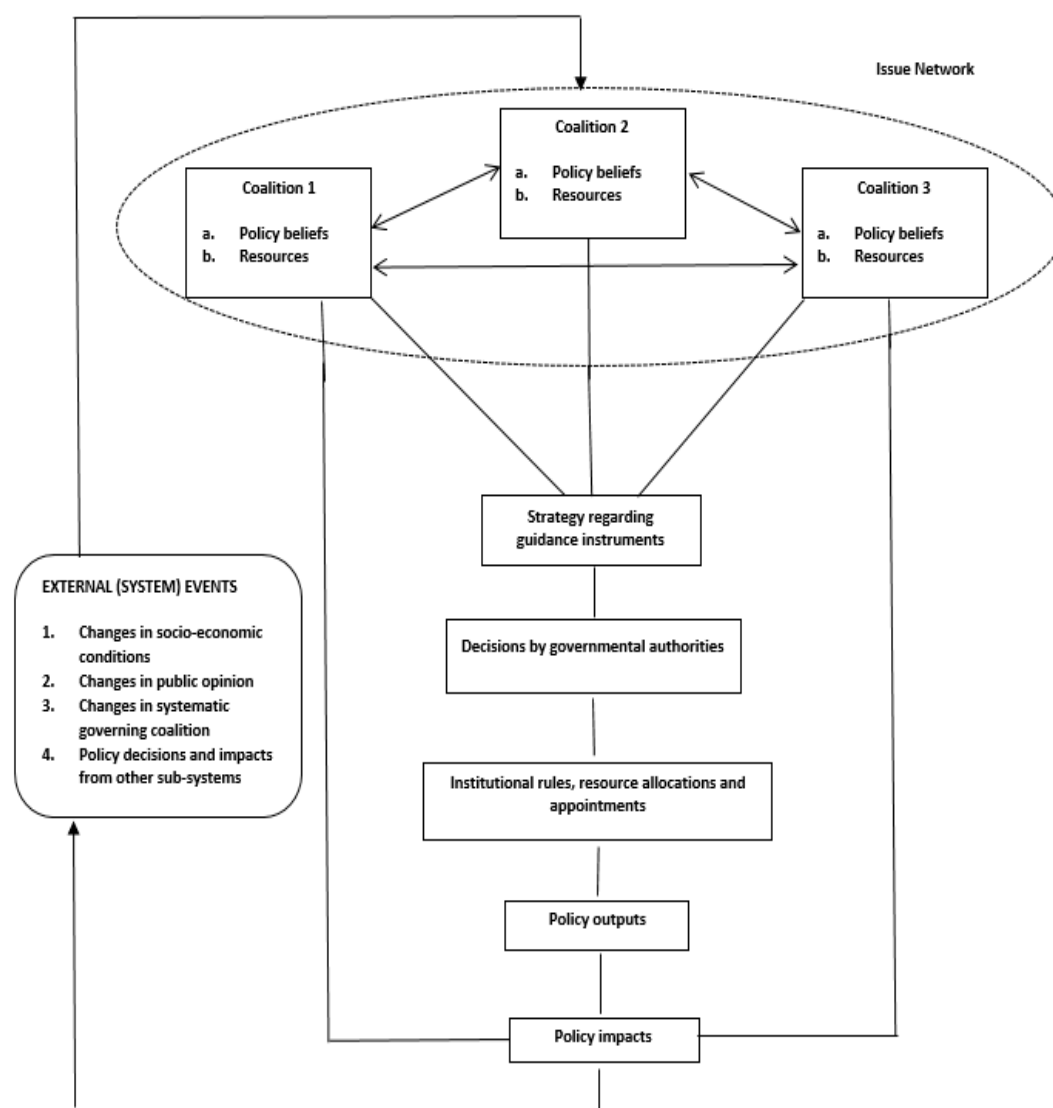 Issue Network
Coalition 2
a. Policy beliefs
b. Resources
Coalition 1
a. Policy beliefs
b. Resources
Coalition 3
a. Policy beliefs
b. Resources
Strategy regarding
guidance instruments
EXTERNAL (SYSTEM) EVENTS
1. Changes in socio-economic
conditions
2. Changes in public opinion
3. Changes in systematic
governing coalition
4. Policy decisions and impacts
from other sub-systems
Decisions by governmental authorities
Institutional rules, resource allocations and
appointments
Policy outputs
Policy impacts